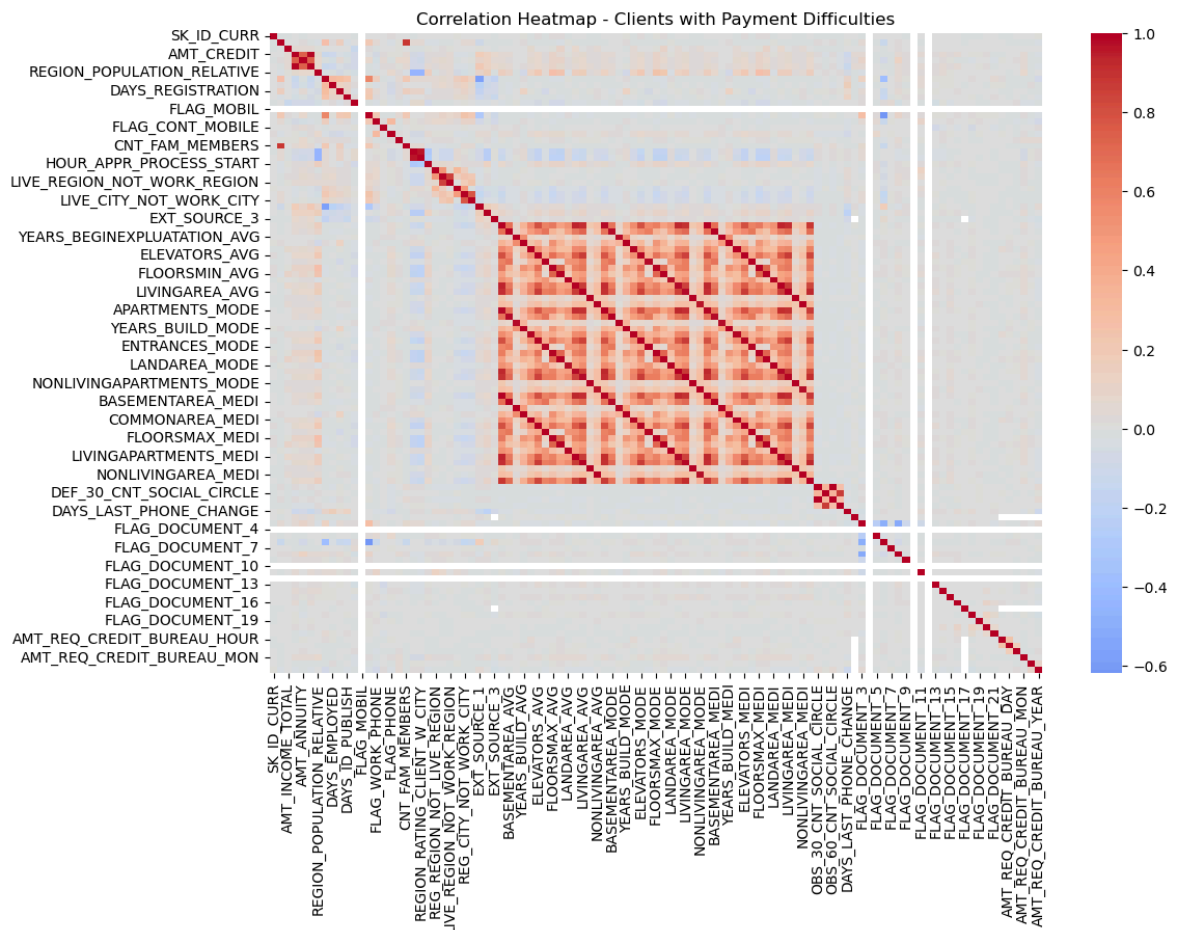 Correlation Heatmap - Clients with Payment Difficulties
SK_ID_CURR
AMT_CREDIT
REGION_POPULATION_RELATIVE
DAYS_REGISTRATION
FLAG_MOBIL
FLAG_CONT_MOBILE
CNT_FAM_MEMBERS
HOUR_APPR_PROCESS_START
LIVE_REGION_NOT_WORK_REGION
LIVE_CITY_NOT_WORK_CITY
EXT_SOURCE_3
YEARS_BEGINEXPLUATATION_AVG
ELEVATORS_AVG
FLOORSMIN_AVG
LIVINGAREA_AVG
APARTMENTS_MODE
YEARS_BUILD_MODE
ENTRANCES_MODE
LANDAREA_MODE
NONLIVINGAPARTMENTS_MODE
BASEMENTAREA_MEDI
COMMONAREA_MEDI
FLOORSMAX_MEDI
LIVINGAPARTMENTS_MEDI
NONLIVINGAREA_MEDI
DEF_30_CNT_SOCIAL_CIRCLE
DAYS_LAST_PHONE_CHANGE
FLAG_DOCUMENT_4
FLAG_DOCUMENT_7
FLAG_DOCUMENT_10
FLAG_DOCUMENT_13
FLAG_DOCUMENT_16
FLAG_DOCUMENT_19
AMT_REQ_CREDIT_BUREAU_HOUR
AMT_REQ_CREDIT_BUREAU_MON
SK_ID_CURR
AMT_INCOME_TOTAL
AMT_ANNUITY
REGION_POPULATION_RELATIVE
DAYS_EMPLOYED
DAYS_ID_PUBLISH
FLAG_MOBIL
FLAG_WORK_PHONE
FLAG_PHONE
CNT_FAM_MEMBERS
REGION_RATING_CLIENT_W_CITY
REG_REGION_NOT_LIVE_REGION
LIVE_REGION_NOT_WORK_REGION
REG_CITY_NOT_WORK_CITY
EXT_SOURCE_1
EXT_SOURCE_3
BASEMENTAREA_AVG
YEARS_BUILD_AVG
ELEVATORS_AVG
FLOORSMAX_AVG
LANDAREA_AVG
LIVINGAREA_AVG
NONLIVINGAREA_AVG
BASEMENTAREA_MODE
YEARS_BUILD_MODE
ELEVATORS_MODE
FLOORSMAX_MODE
LANDAREA_MODE
LIVINGAREA_MODE
NONLIVINGAREA_MODE
BASEMENTAREA_MEDI
YEARS_BUILD_MEDI
ELEVATORS_MEDI
FLOORSMAX_MEDI
LANDAREA_MEDI
LIVINGAREA_MEDI
NONLIVINGAREA_MEDI
OBS_30_CNT_SOCIAL_CIRCLE
OBS_60_CNT_SOCIAL_CIRCLE
DAYS_LAST_PHONE_CHANGE
FLAG_DOCUMENT_3
FLAG_DOCUMENT_5
FLAG_DOCUMENT_7
FLAG_DOCUMENT_9
FLAG_DOCUMENT_11
FLAG_DOCUMENT_13
FLAG_DOCUMENT_15
FLAG_DOCUMENT_17
FLAG_DOCUMENT_19
FLAG_DOCUMENT_21
AMT_REQ_CREDIT_BUREAU_DAY
AMT_REQ_CREDIT_BUREAU_MON
AMT_REQ_CREDIT_BUREAU_YEAR
1.0
0.8
0.6
0.4
0.2
0.0
−0.2
−0.4
−0.6